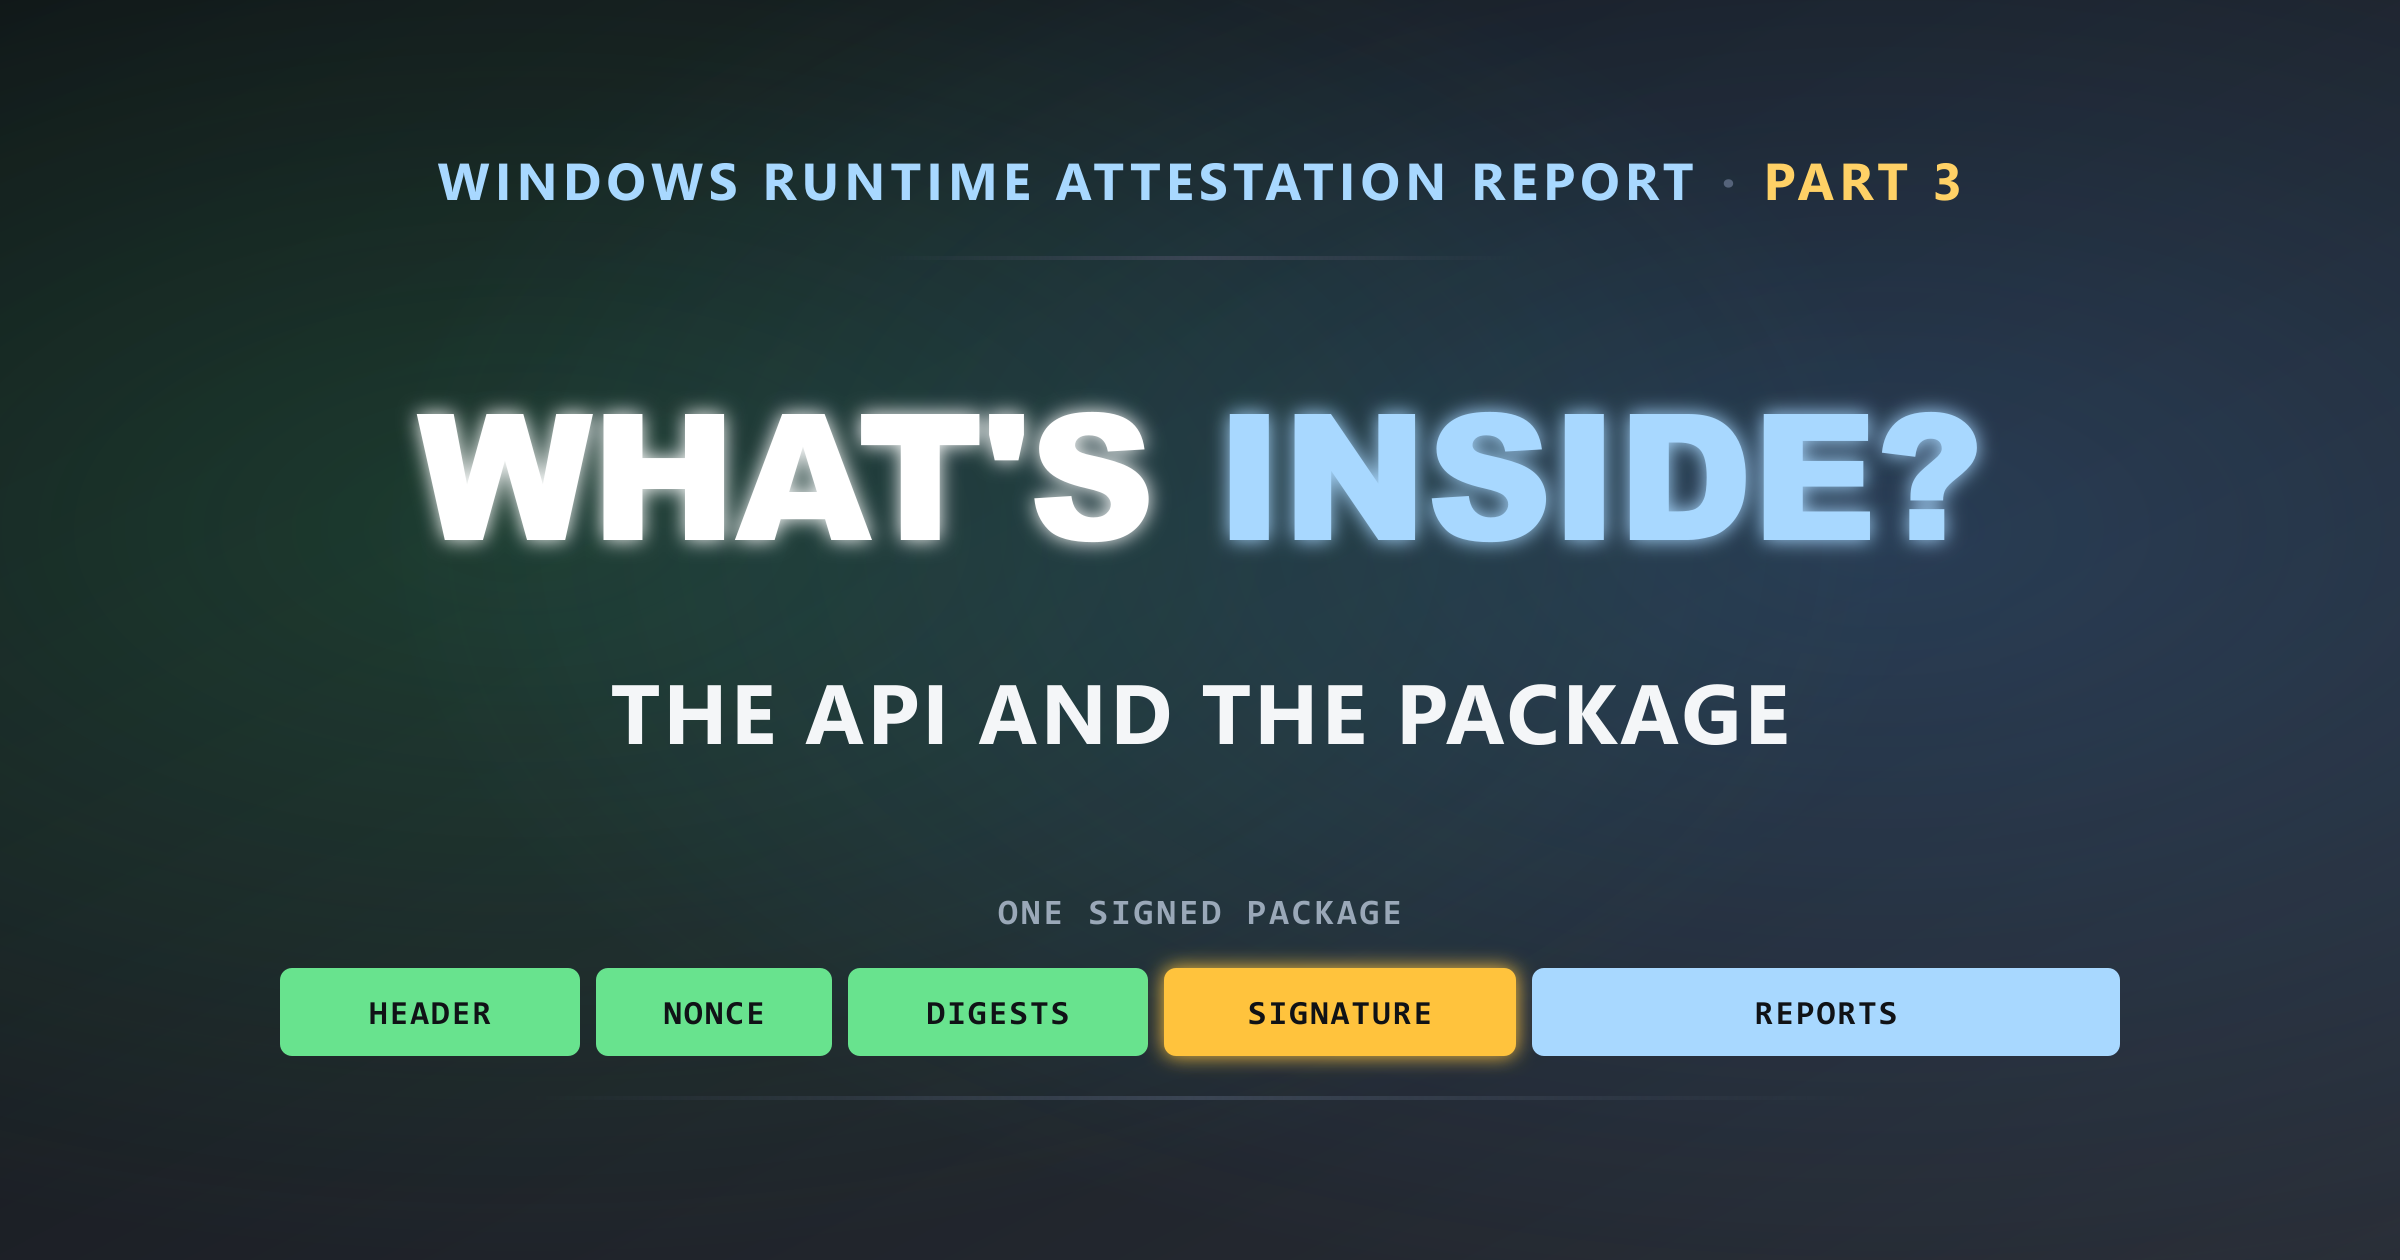 WINDOWS RUNTIME ATTESTATION REPORT · PART 3
WHAT'S INSIDE?
THE API AND THE PACKAGE
ONE SIGNED PACKAGE
HEADER NONCE DIGESTS SIGNATURE REPORTS